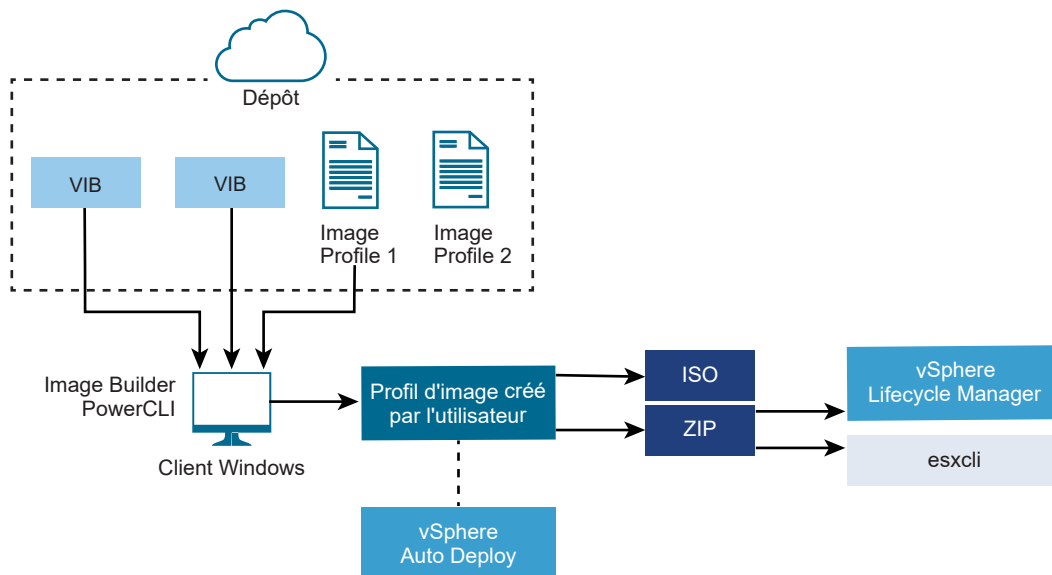 Dépôt
VIB
VIB
Image
Profile 1
Image
Profile 2
Image Builder
PowerCLI
Client Windows
Profil d'image créé
par l'utilisateur
ISO
ZIP
vSphere
Lifecycle Manager
esxcli
vSphere
Auto Deploy